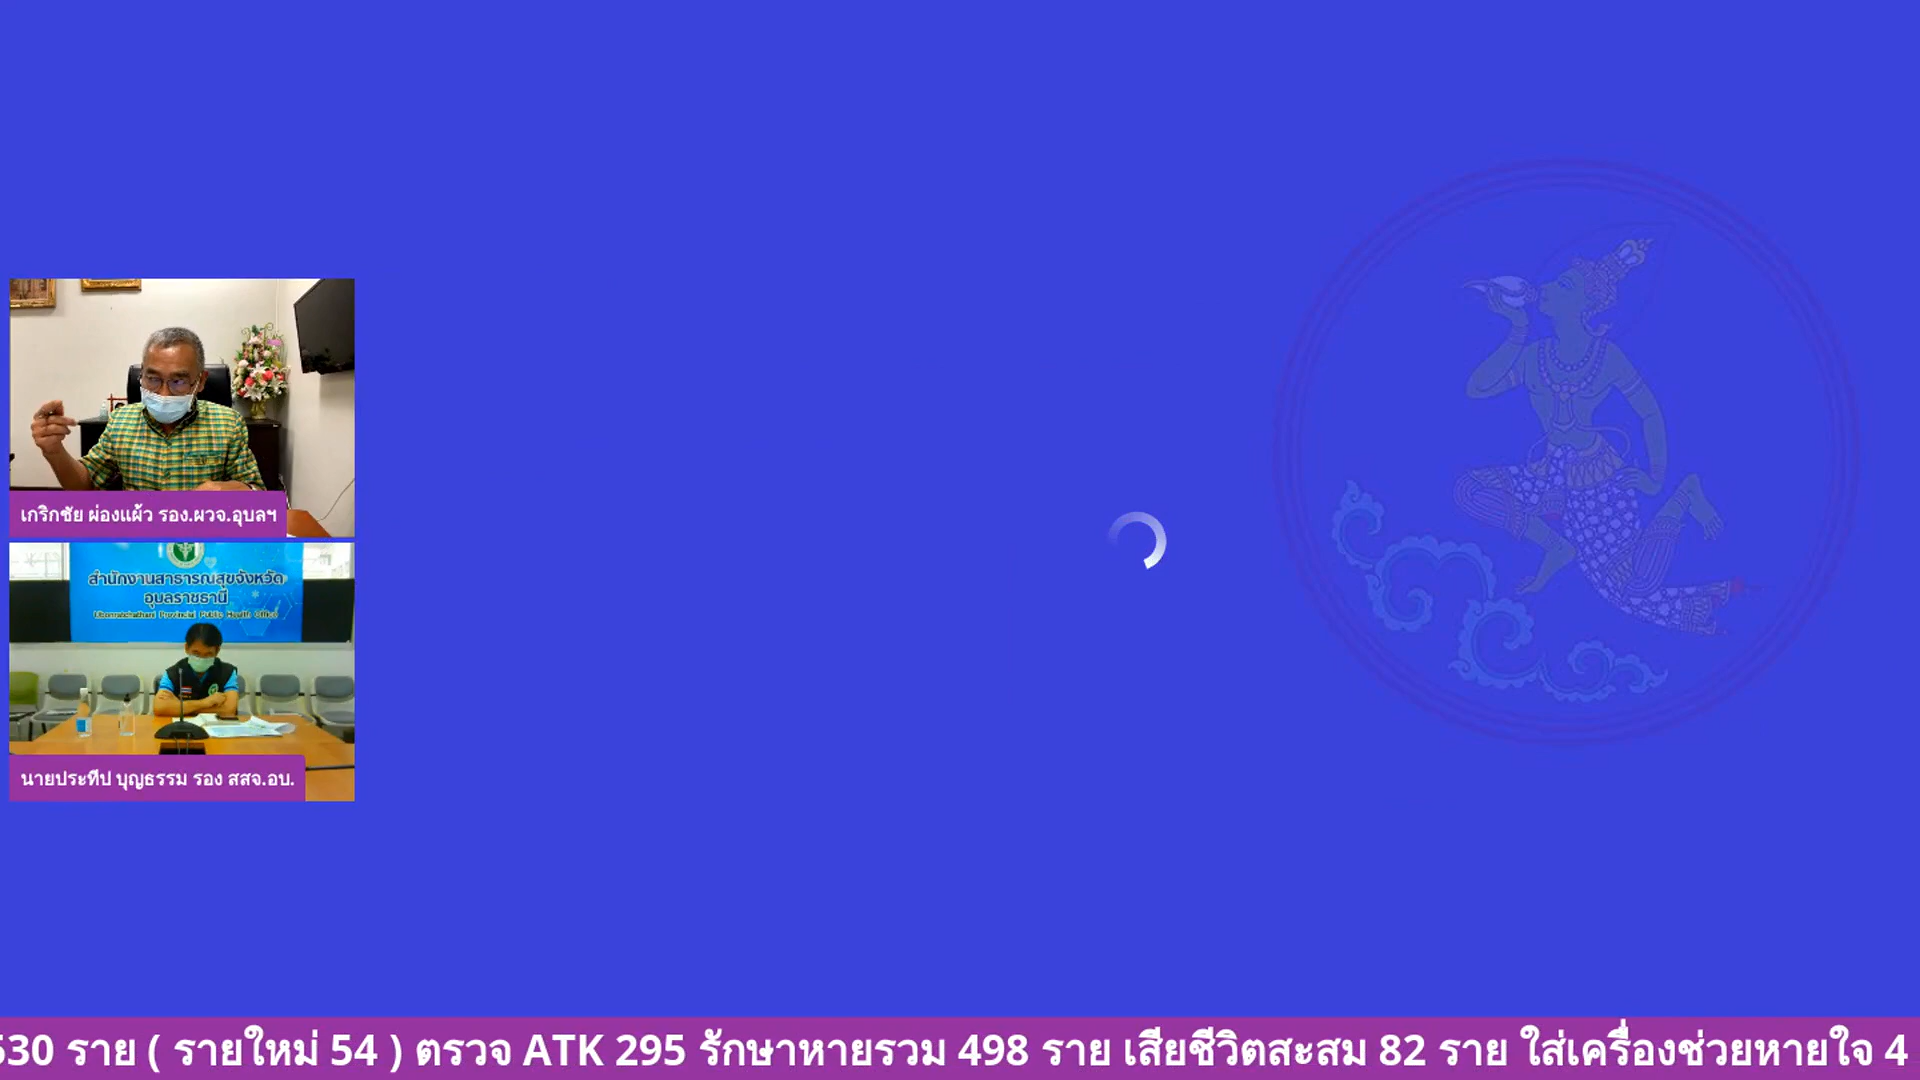 เกริกชัย ผ่องแผ้ว รอง.ผวจ.อุบลฯ
สำนักงานสาธารณสุขจังหวัด
อุบลราชธานี
Ubonratchathani Provincial Public Health Office
นายประทีป บุญธรรม รอง สสจ.อบ.
530 ราย ( รายใหม่ 54 ) ตรวจ ATK 295 รักษาหายรวม 498 ราย เสียชีวิตสะสม 82 ราย ใส่เครื่องช่วยหายใจ 4